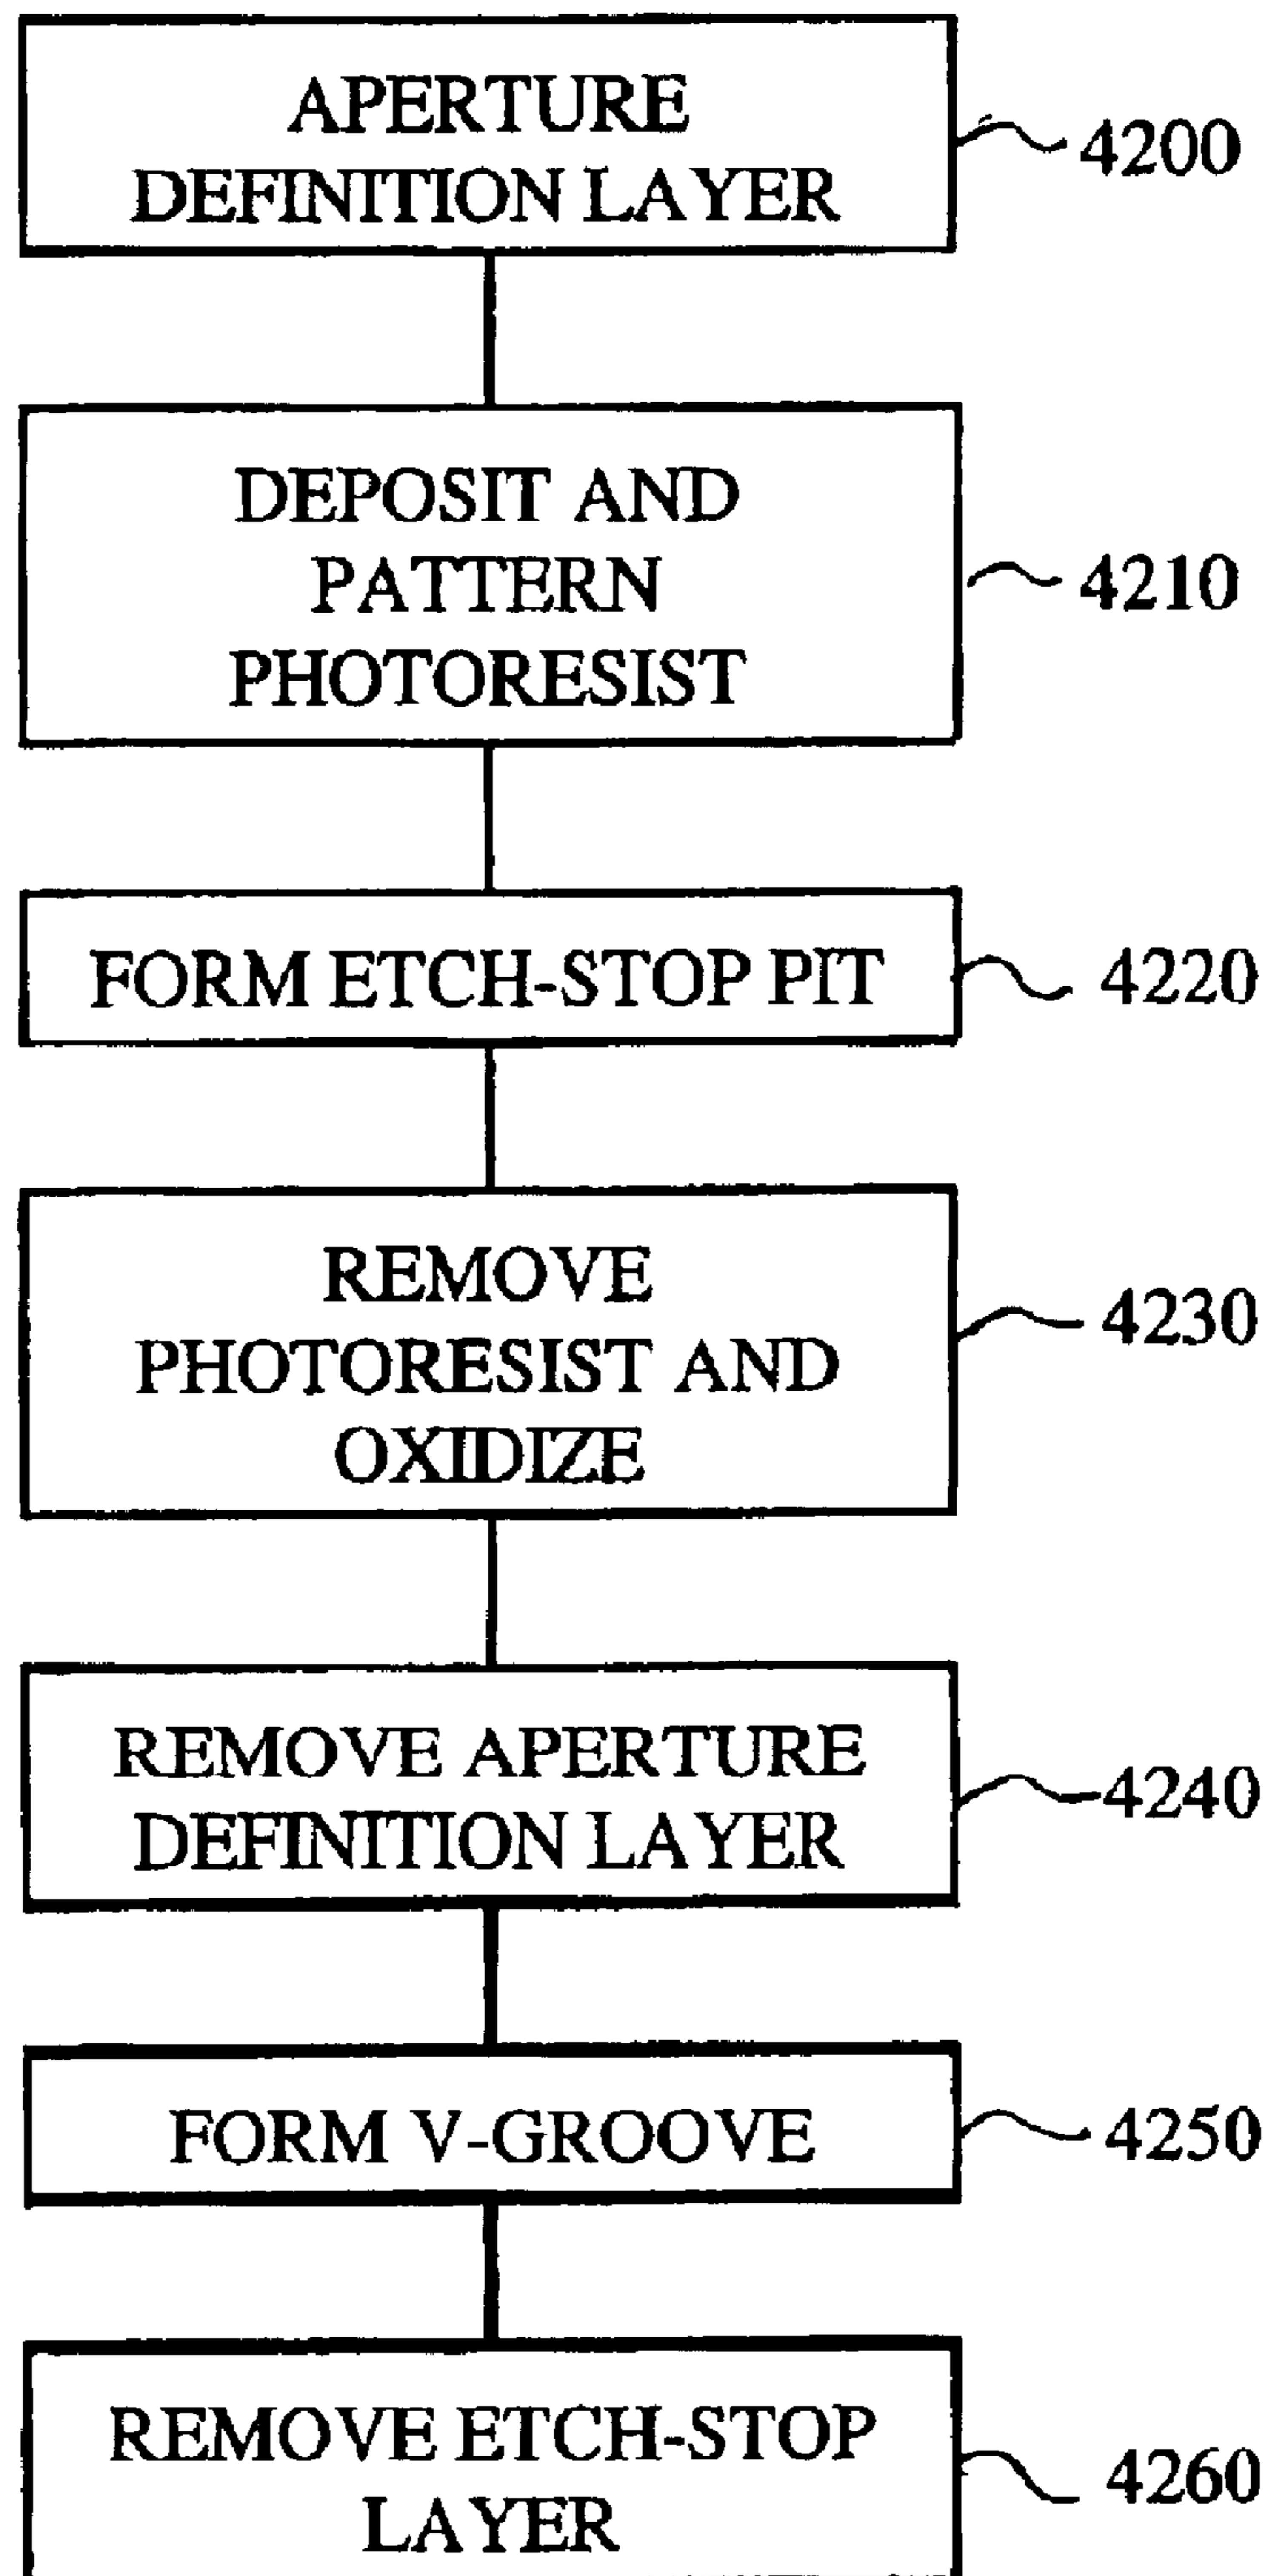 APERTURE
DEFINITION LAYER
4200
DEPOSIT AND
PATTERN
PHOTORESIST
4210
FORM ETCH-STOP PIT
4220
REMOVE
PHOTORESIST AND
OXIDIZE
4230
REMOVE APERTURE
DEFINITION LAYER
4240
FORM V-GROOVE
4250
REMOVE ETCH-STOP
LAYER
4260